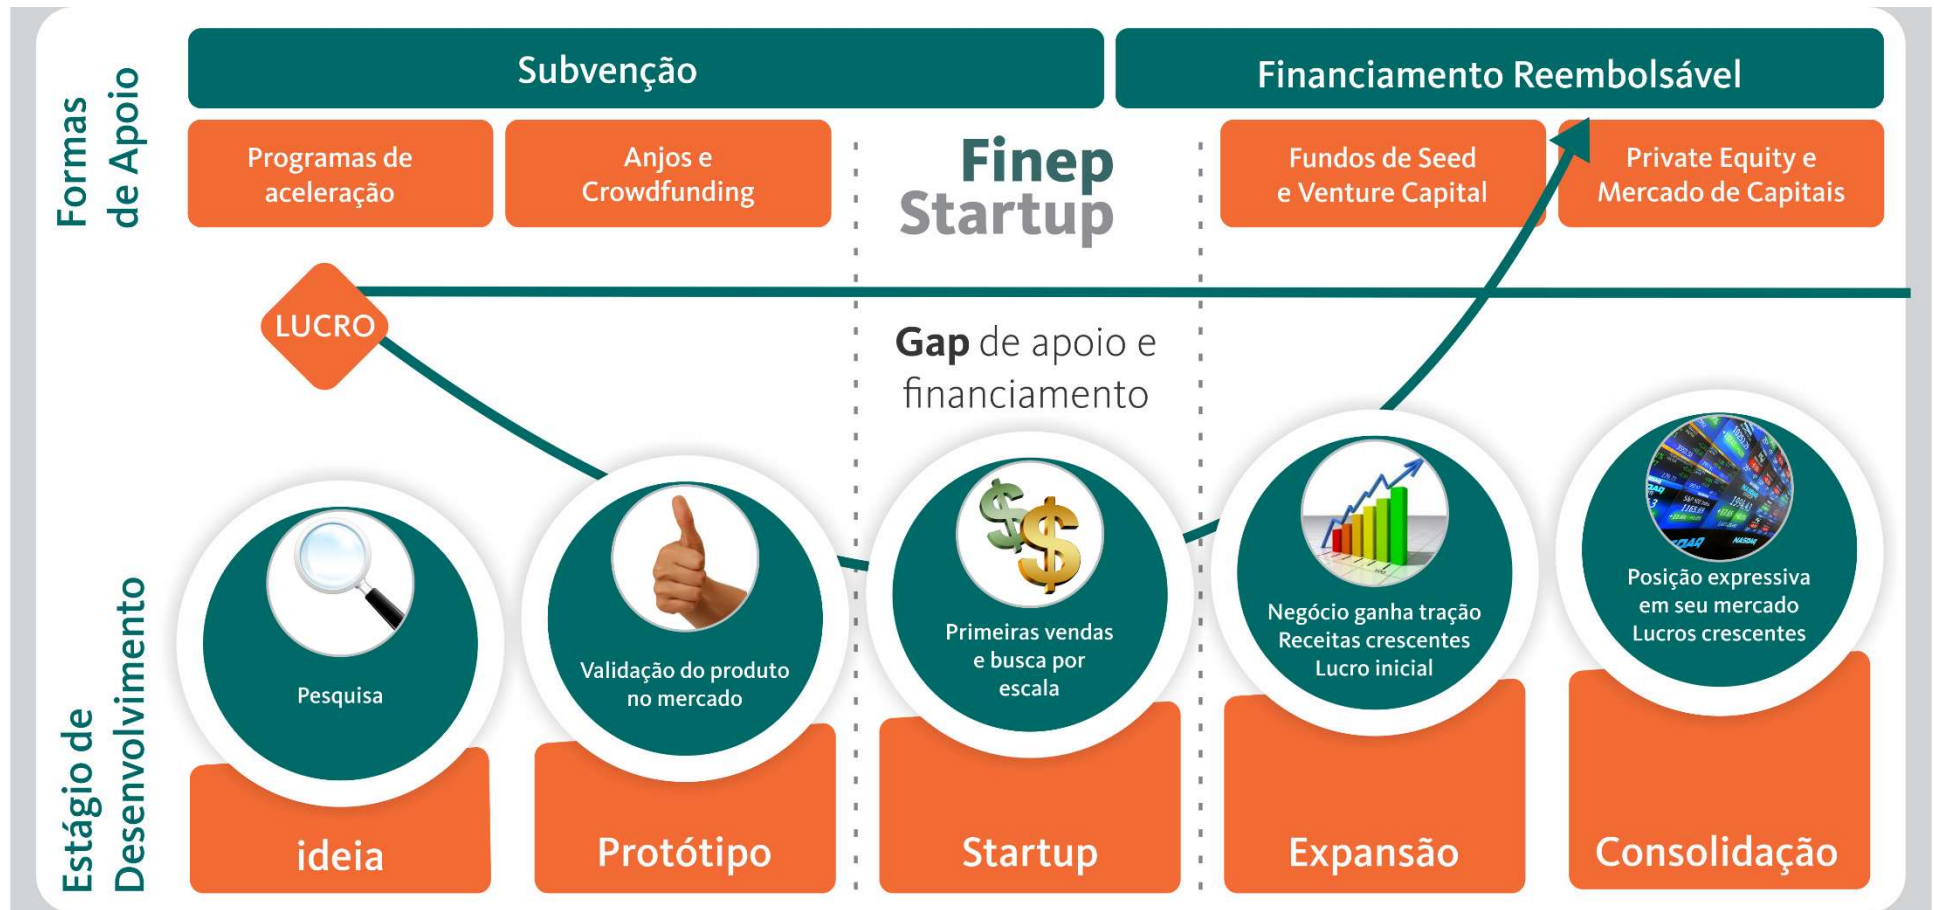 Formas
de Apoio
Subvenção
Financiamento Reembolsável
Programas de
aceleração
Anjos e
Crowdfunding
Finep
Startup
Fundos de Seed
e Venture Capital
Private Equity e
Mercado de Capitais
LUCRO
Gap de apoio e
financiamento
Estágio de
Desenvolvimento
Pesquisa
ideia
Validação do produto
no mercado
Protótipo
Primeiras vendas
e busca por
escala
Startup
Negócio ganha tração
Receitas crescentes
Lucro inicial
Expansão
Posição expressiva
em seu mercado
Lucros crescentes
Consolidação